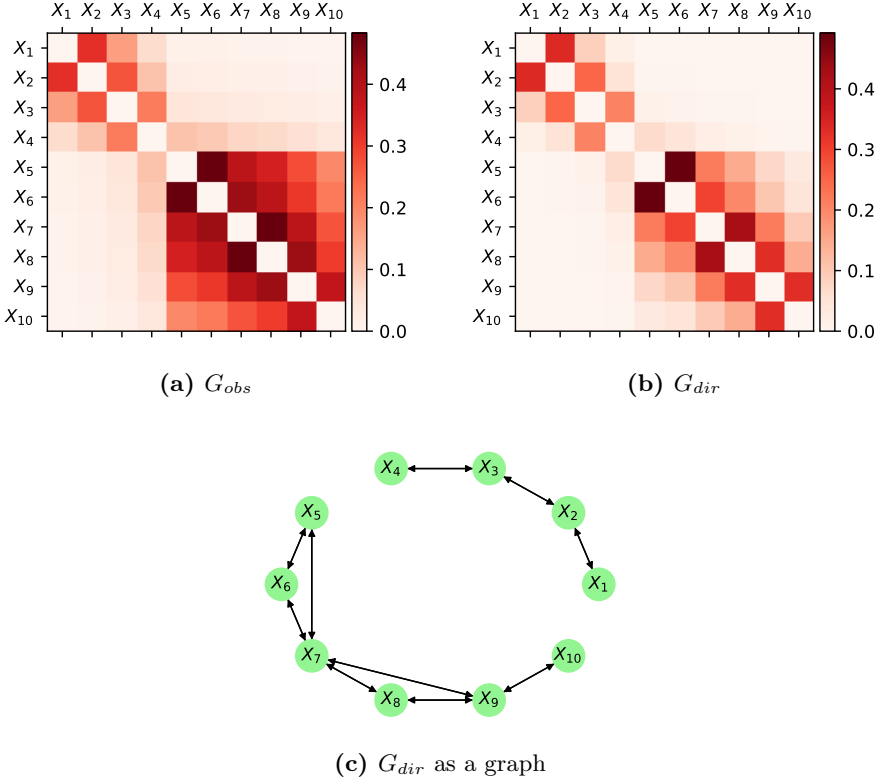 X₁ X₂ X₃ X₄ X₅ X₆ X₇ X₈ X₉ X₁₀
X₁
X₂
X₃
X₄
X₅
X₆
X₇
X₈
X₉
X₁₀
0.4
0.3
0.2
0.1
0.0
(a) G_obs
X₁ X₂ X₃ X₄ X₅ X₆ X₇ X₈ X₉ X₁₀
X₁
X₂
X₃
X₄
X₅
X₆
X₇
X₈
X₉
X₁₀
0.4
0.3
0.2
0.1
0.0
(b) G_dir
X₄ X₃
X₅ X₂
X₆ X₁
X₇ X₁₀
X₈ X₉
(c) G_dir as a graph